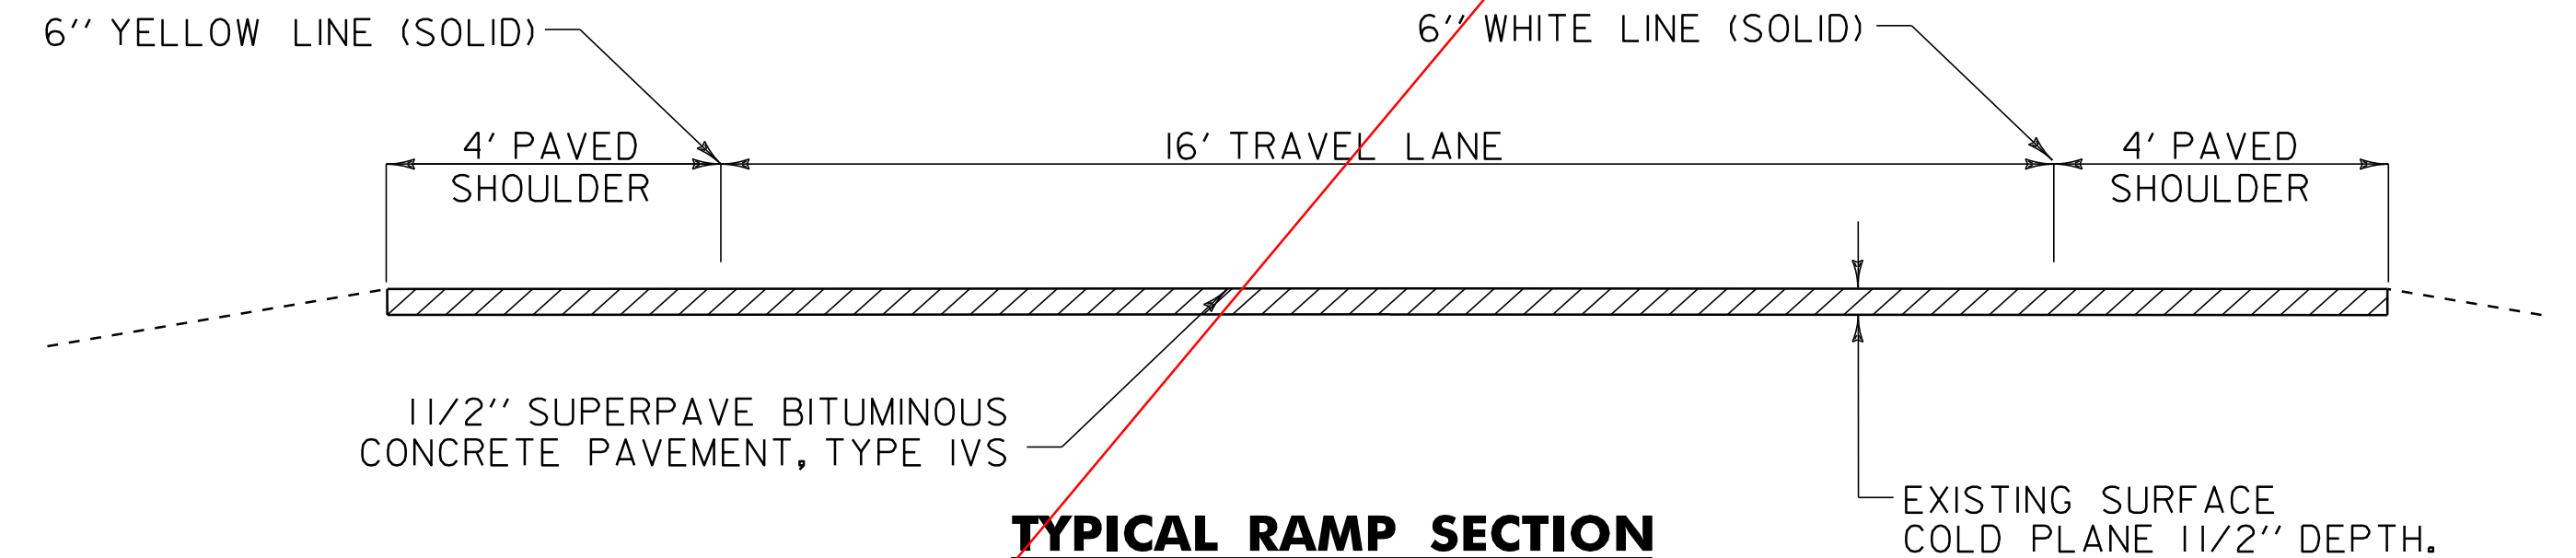 6'' YELLOW LINE (SOLID)
6'' WHITE LINE (SOLID)
4' PAVED
SHOULDER
16' TRAVEL LANE
4' PAVED
SHOULDER
11/2'' SUPERPAVE BITUMINOUS
CONCRETE PAVEMENT, TYPE IVS
EXISTING SURFACE
COLD PLANE 11/2'' DEPTH.
TYPICAL RAMP SECTION